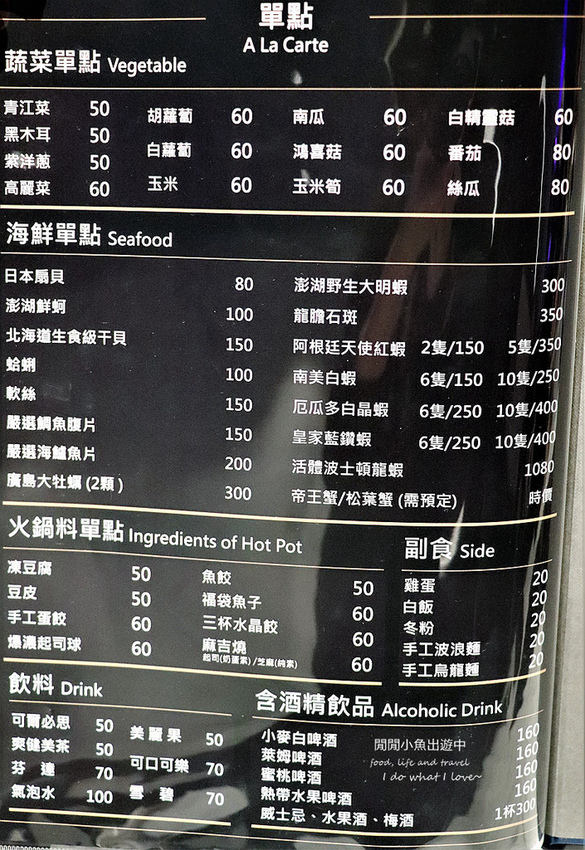 單點
A La Carte
蔬菜單點 Vegetable
青江菜 50
黑木耳 50
紫洋蔥 50
高麗菜 60
胡蘿蔔 60
白蘿蔔 60
玉米 60
南瓜 60
鴻喜菇 60
玉米筍 60
白精靈菇 60
番茄 80
絲瓜 80
海鮮單點 Seafood
日本扇貝 80
澎湖鮮蚵 100
北海道生食級干貝 150
蛤蜊 100
軟絲 150
嚴選鯛魚腹片 150
嚴選海鱸魚片 200
廣島大牡蠣 (2顆) 300
澎湖野生大明蝦 300
龍膽石斑 350
阿根廷天使紅蝦 2隻/150 5隻/350
南美白蝦 6隻/150 10隻/250
厄瓜多白晶蝦 6隻/250 10隻/400
皇家藍鑽蝦 6隻/250 10隻/400
活體波士頓龍蝦 1080
帝王蟹/松葉蟹 (需預定) 時價
火鍋料單點 Ingredients of Hot Pot
凍豆腐 50
豆皮 50
手工蛋餃 60
爆濃起司球 60
魚餃 50
福袋魚子 60
三杯水晶餃 60
麻吉燒 60
起司(奶蛋素)/芝麻(純素)
副食 Side
雞蛋 20
白飯 20
冬粉 20
手工波浪麵 20
手工烏龍麵 20
飲料 Drink
可爾必思 50
爽健美茶 50
芬達 70
氣泡水 100
美麗果 50
可口可樂 70
雪碧 70
含酒精飲品 Alcoholic Drink
小麥白啤酒 160
萊姆啤酒 160
蜜桃啤酒 160
熱帶水果啤酒 160
威士忌、水果酒、梅酒 1杯300
閒閒小魚出遊中
food, life and travel
I do what I love~